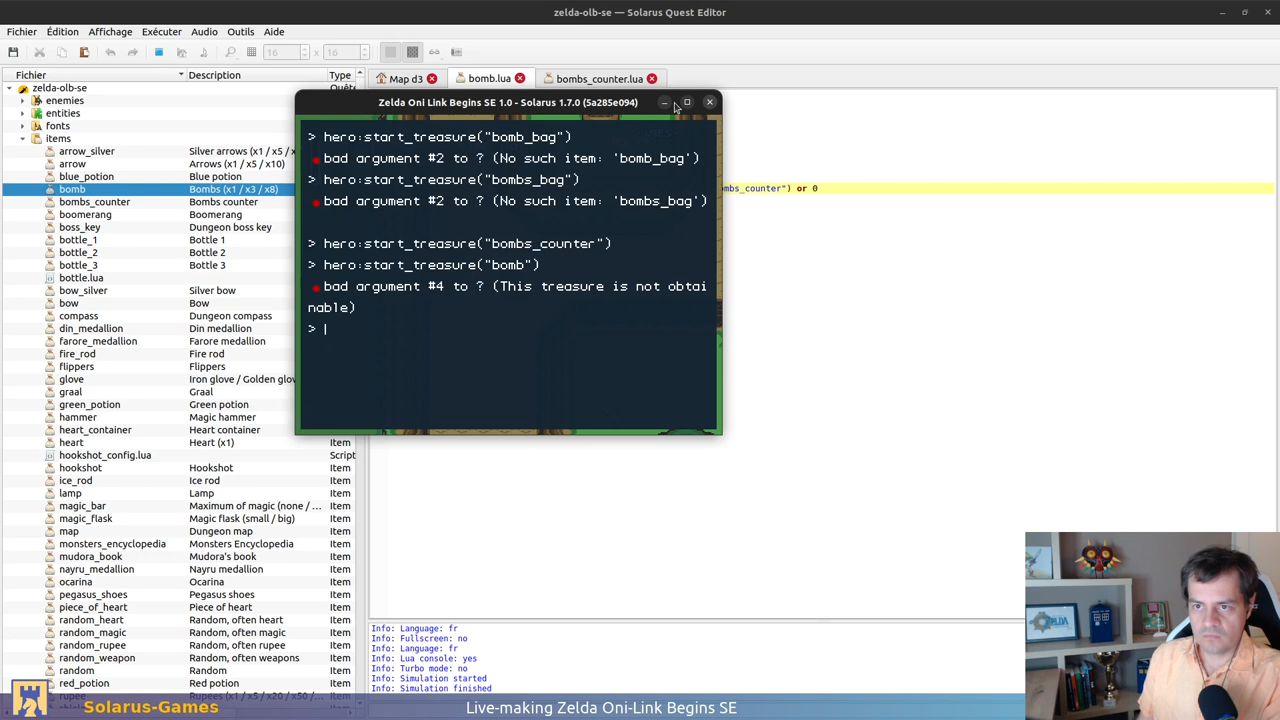 zelda-olb-se — Solarus Quest Editor
Fichier Édition Affichage Exécuter Audio Outils Aide
16 x 16
Fichier Description Type
Map d3 bomb.lua bombs_counter.lua
zelda-olb-se Quête
enemies
entities
fonts
items
arrow_silver Silver arrows (x1 / x5 /
arrow Arrows (x1 / x5 / x10)
blue_potion Blue potion
bomb Bombs (x1 / x3 / x8)
bombs_counter Bombs counter
boomerang Boomerang
boss_key Dungeon boss key
bottle_1 Bottle 1
bottle_2 Bottle 2
bottle_3 Bottle 3
bottle.lua
bow_silver Silver bow
bow Bow
compass Dungeon compass
din_medallion Din medallion
farore_medallion Farore medallion
fire_rod Fire rod
flippers Flippers
glove Iron glove / Golden glov
graal Graal
green_potion Green potion
hammer Magic hammer
heart_container Heart container
heart Heart (x1) Item
hookshot_config.lua Script
hookshot Hookshot Item
ice_rod Ice rod Item
lamp Lamp Item
magic_bar Maximum of magic (none / ... Item
magic_flask Magic flask (small / big) Item
map Dungeon map Item
monsters_encyclopedia Monsters Encyclopedia Item
mudora_book Mudora's book Item
nayru_medallion Nayru medallion Item
ocarina Ocarina Item
pegasus_shoes Pegasus shoes Item
piece_of_heart Piece of heart Item
random_heart Random, often heart Item
random_magic Random, often magic Item
random_rupee Random, often rupee Item
random_weapon Random, often weapons Item
random Random Item
red_potion Red potion Item
Zelda Oni Link Begins SE 1.0 - Solarus 1.7.0 (5a285e094)
> hero:start_treasure("bomb_bag")
bad argument #2 to ? (No such item: 'bomb_bag')
> hero:start_treasure("bombs_bag")
bad argument #2 to ? (No such item: 'bombs_bag')
> hero:start_treasure("bombs_counter")
> hero:start_treasure("bomb")
bad argument #4 to ? (This treasure is not obtai
nable)
>
mbs_counter") or 0
Info: Language: fr
Info: Fullscreen: no
Info: Language: fr
Info: Lua console: yes
Info: Turbo mode: no
Info: Simulation started
Info: Simulation finished
Solarus-Games
Live-making Zelda Oni-Link Begins SE